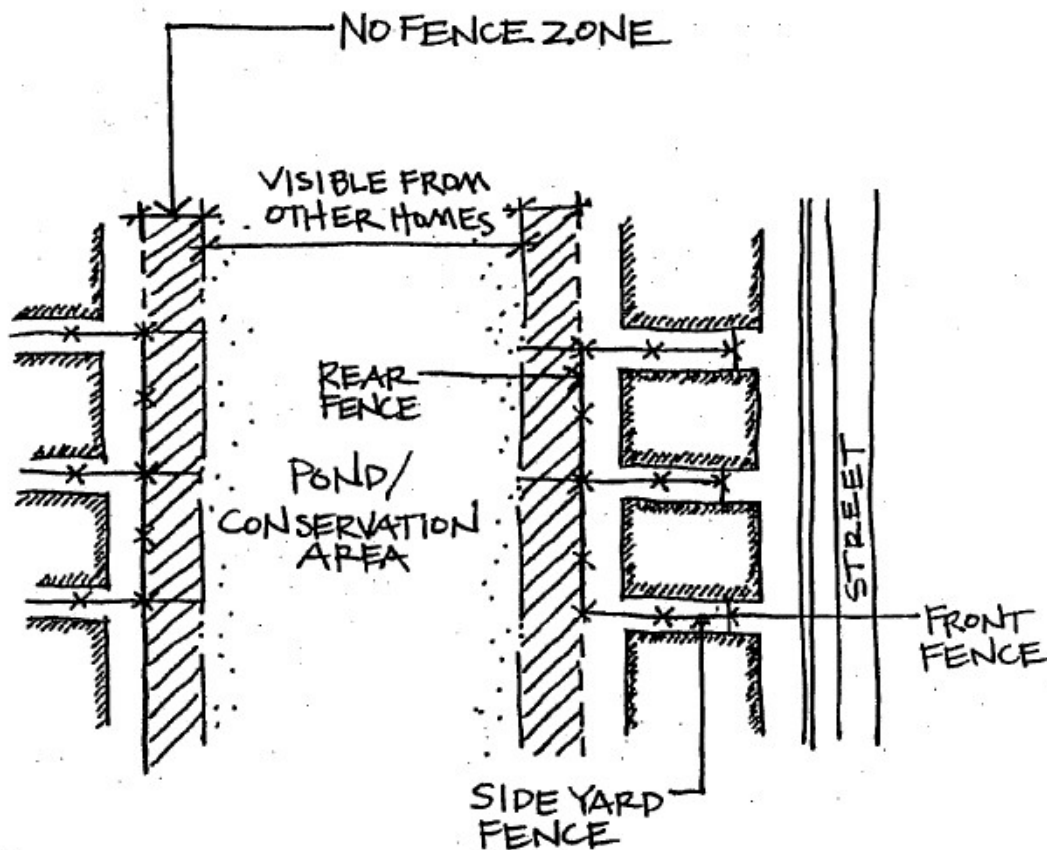 NO FENCE ZONE
VISIBLE FROM
OTHER HOMES
REAR
FENCE
POND/
CONSERVATION
AREA
STREET
FRONT
FENCE
SIDE YARD
FENCE